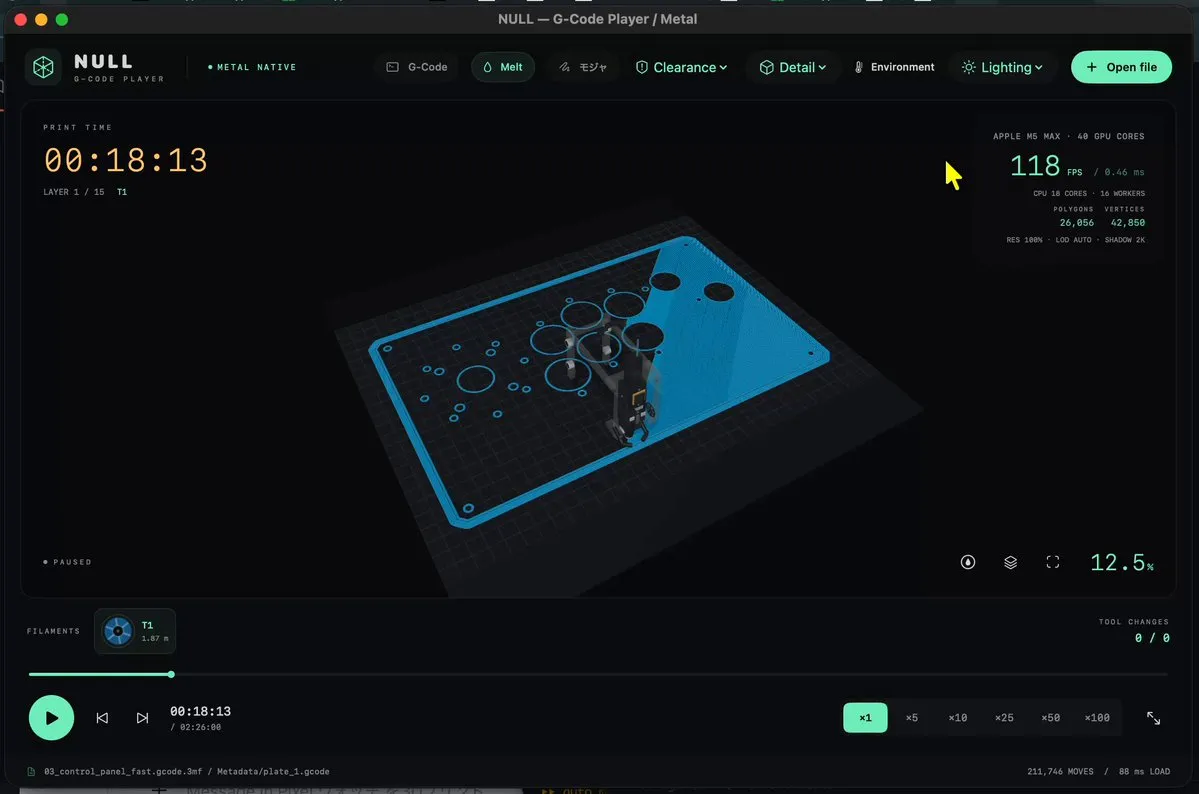 NULL — G-Code Player / Metal
NULL
G-CODE PLAYER
METAL NATIVE
G-Code
Melt
モジャ
Clearance
Detail
Environment
Lighting
+ Open file
PRINT TIME
00:18:13
LAYER 1 / 15 T1
APPLE M5 MAX · 40 GPU CORES
118 FPS / 0.46 ms
CPU 18 CORES · 16 WORKERS
POLYGONS VERTICES
26,056 42,850
RES 100% · LOD AUTO · SHADOW 2K
PAUSED
12.5%
FILAMENTS
T1
1.87 m
TOOL CHANGES
0 / 0
00:18:13
/ 02:26:00
×1 ×5 ×10 ×25 ×50 ×100
03_control_panel_fast.gcode.3mf / Metadata/plate_1.gcode
211,746 MOVES / 88 ms LOAD